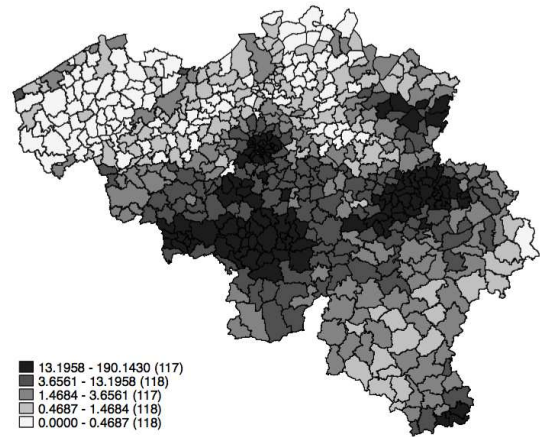 13.1958 - 190.1430 (117)
3.6561 - 13.1958 (118)
1.4684 - 3.6561 (117)
0.4687 - 1.4684 (118)
0.0000 - 0.4687 (118)